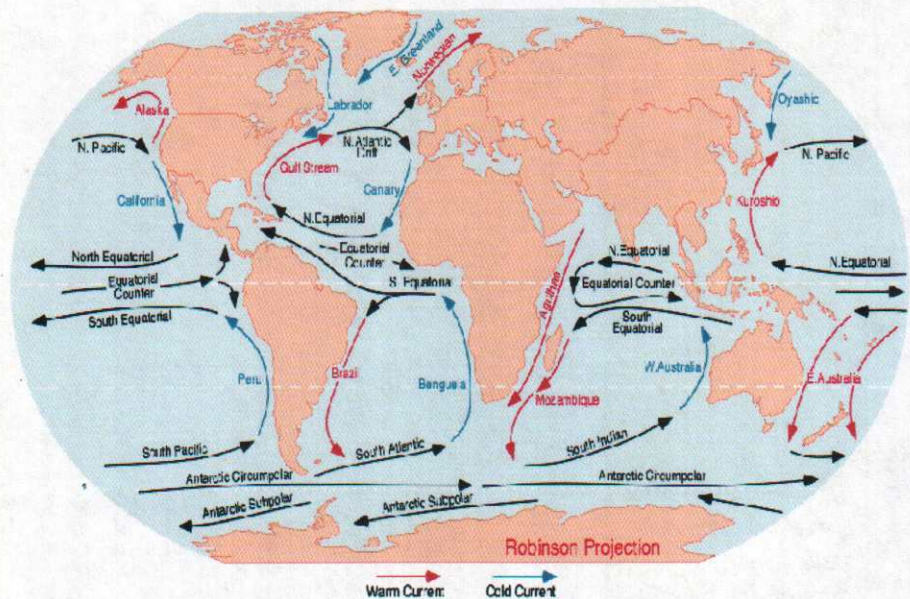 E. Greenland
Norwegian
Labrador
Oyashic
Alaska
N. Pacific
N. Atlantic
Drift
N. Pacific
Gulf Stream
California
Canary
Kuroshio
N. Equatorial
North Equatorial
Equatorial
Counter
N. Equatorial
N. Equatorial
Equatorial
Counter
S. Equatorial
Equatorial Counter
South Equatorial
South
Equatorial
Agulhas
Peru
Brazil
Benguela
Mozambique
W. Australia
E. Australia
South Pacific
South Atlantic
South Indian
Antarctic Circumpolar
Antarctic Circumpolar
Antarctic Subpolar
Antarctic Subpolar
Robinson Projection
Warm Current
Cold Current